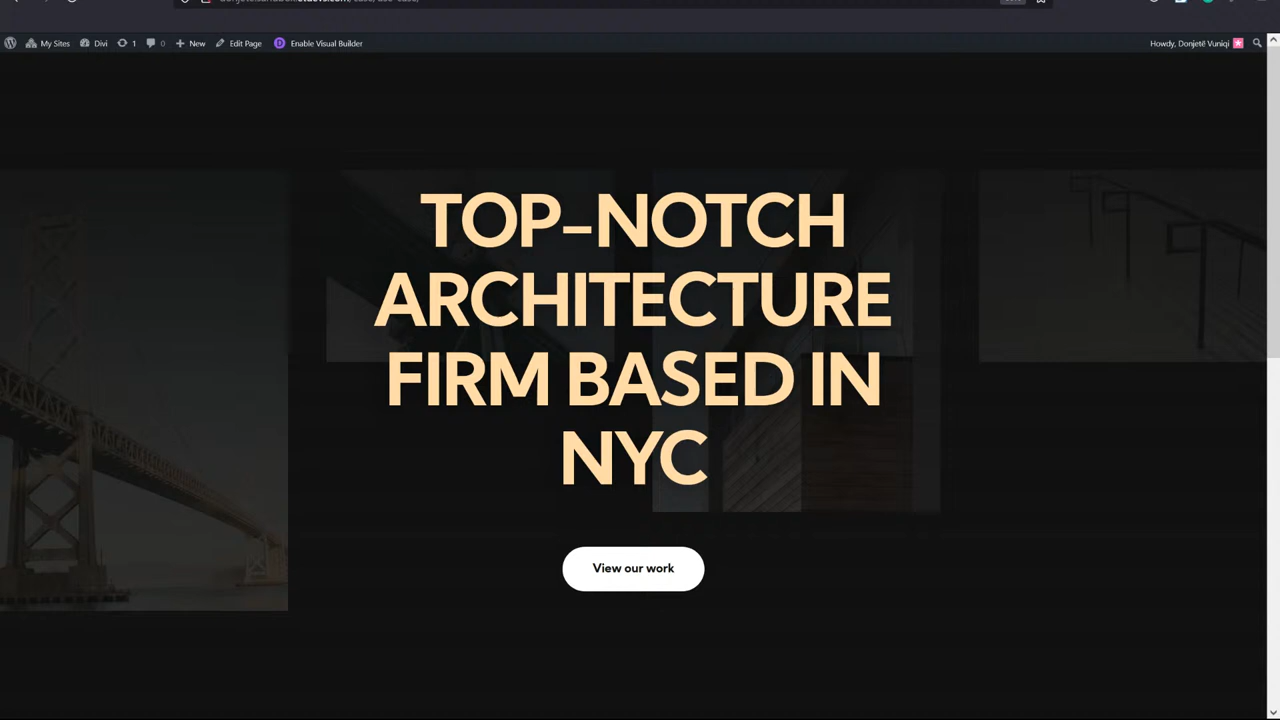 My Sites Divi 1 0 New Edit Page D Enable Visual Builder Howdy, Donjetë Vuniqi
TOP-NOTCH
ARCHITECTURE
FIRM BASED IN
NYC
View our work